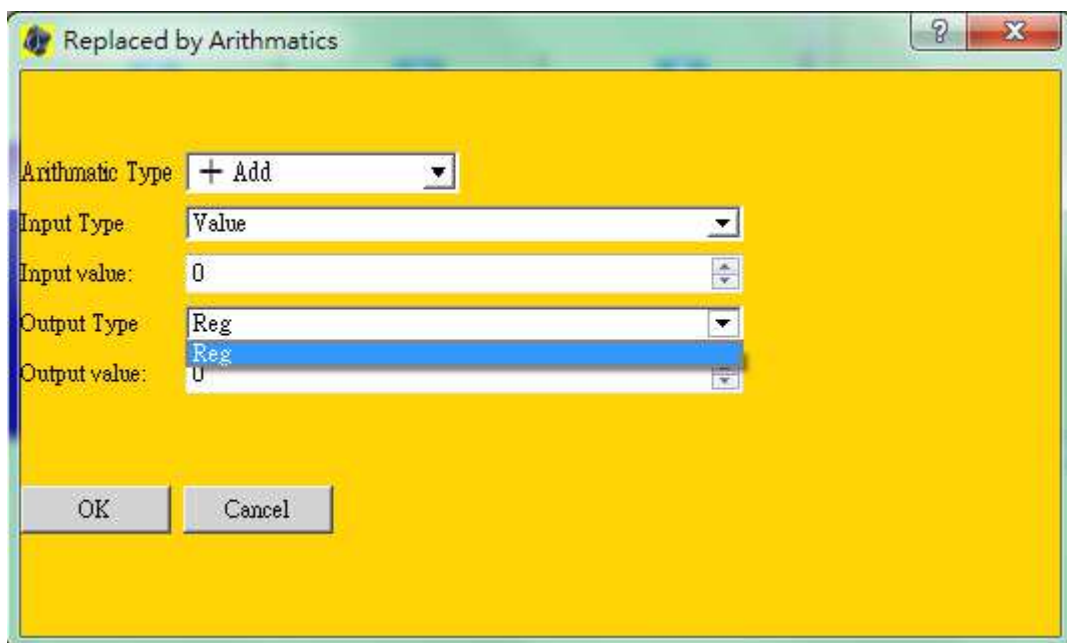 Replaced by Arithmatics
Arithmatic Type + Add
Input Type Value
Input value: 0
Output Type Reg
Reg
Output value: 0
OK Cancel